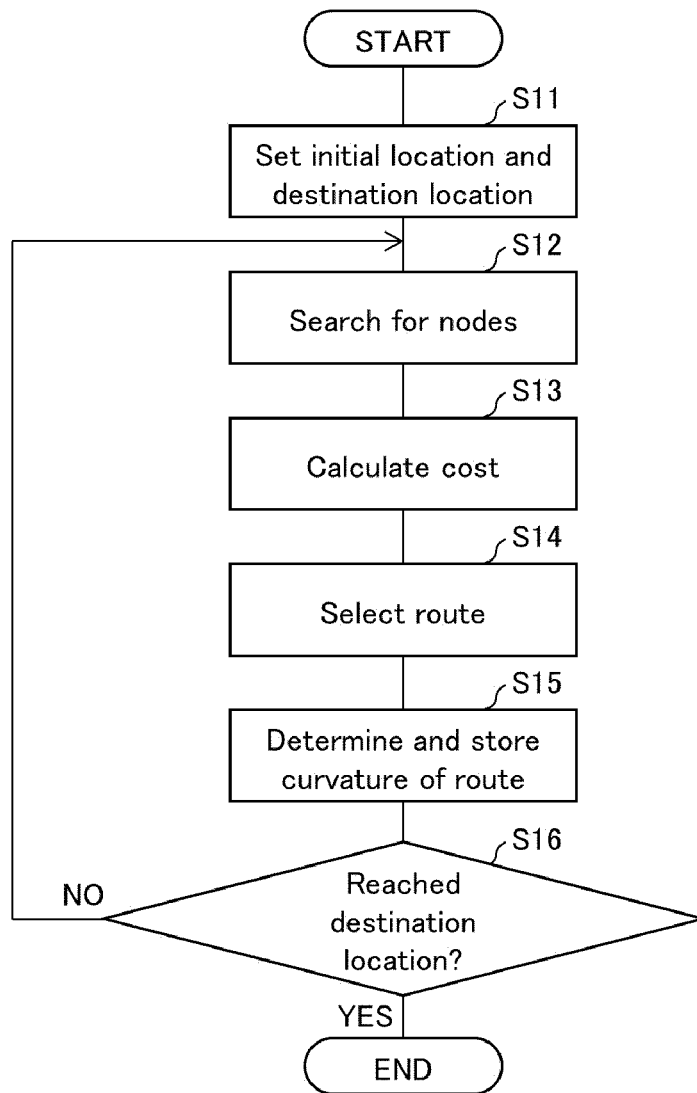 START
S11
Set initial location and
destination location
S12
Search for nodes
S13
Calculate cost
S14
Select route
S15
Determine and store
curvature of route
S16
Reached
destination
location?
NO
YES
END